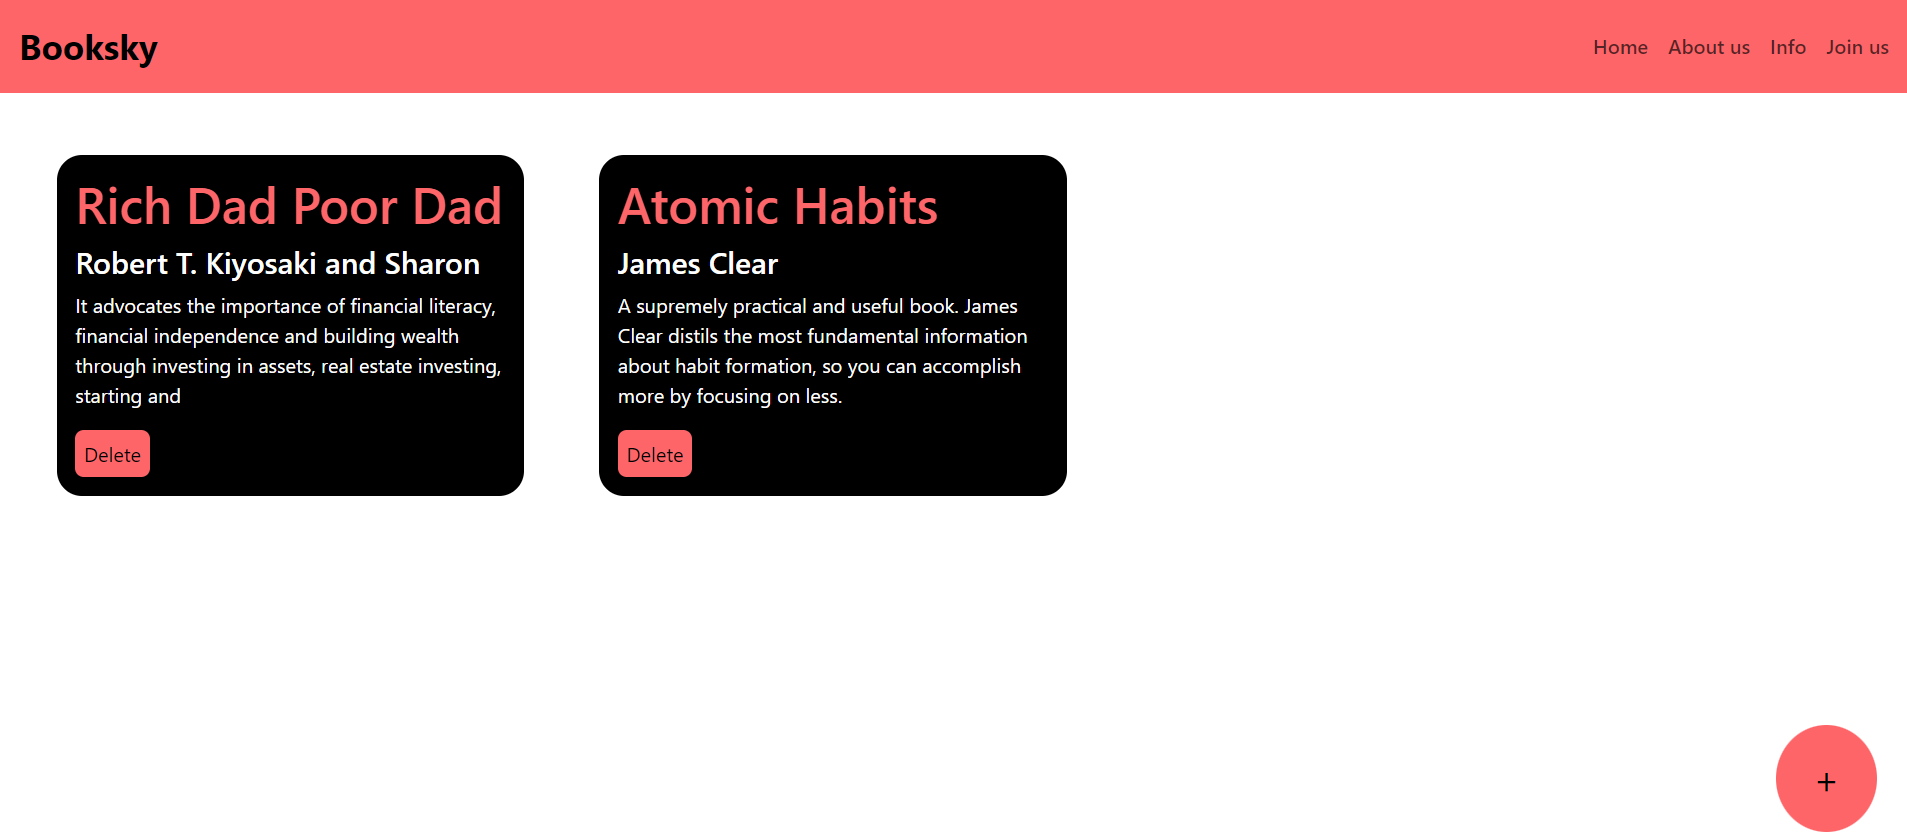 Booksky
Home About us Info Join us
Rich Dad Poor Dad
Robert T. Kiyosaki and Sharon
It advocates the importance of financial literacy,
financial independence and building wealth
through investing in assets, real estate investing,
starting and
Delete
Atomic Habits
James Clear
A supremely practical and useful book. James
Clear distils the most fundamental information
about habit formation, so you can accomplish
more by focusing on less.
Delete
+